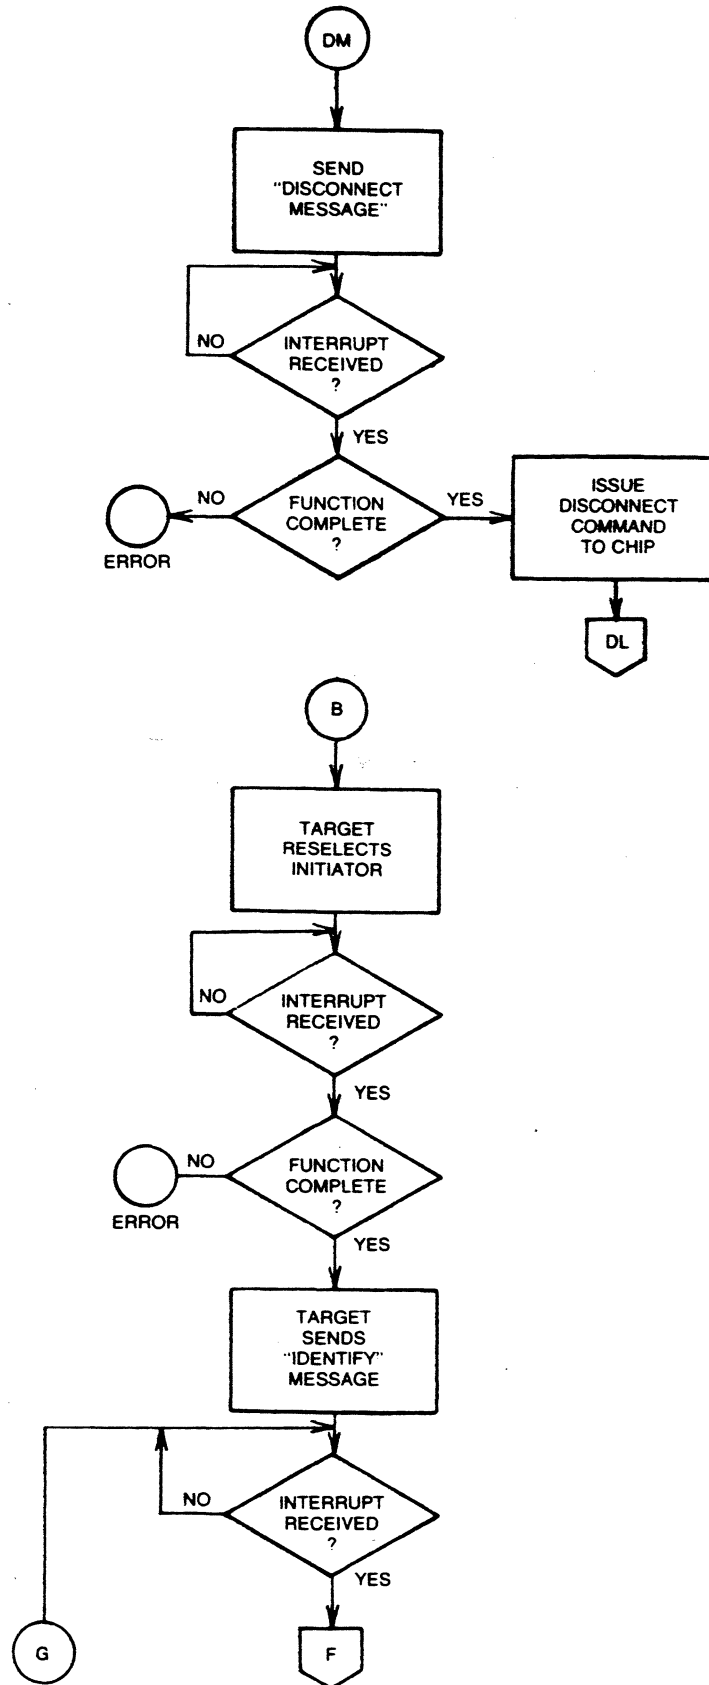 DM
SEND
"DISCONNECT
MESSAGE"
NO
INTERRUPT
RECEIVED
?
YES
NO
FUNCTION
COMPLETE
?
YES
ERROR
ISSUE
DISCONNECT
COMMAND
TO CHIP
DL
B
TARGET
RESELECTS
INITIATOR
NO
INTERRUPT
RECEIVED
?
YES
NO
FUNCTION
COMPLETE
?
ERROR
YES
TARGET
SENDS
"IDENTIFY"
MESSAGE
NO
INTERRUPT
RECEIVED
?
YES
G
F